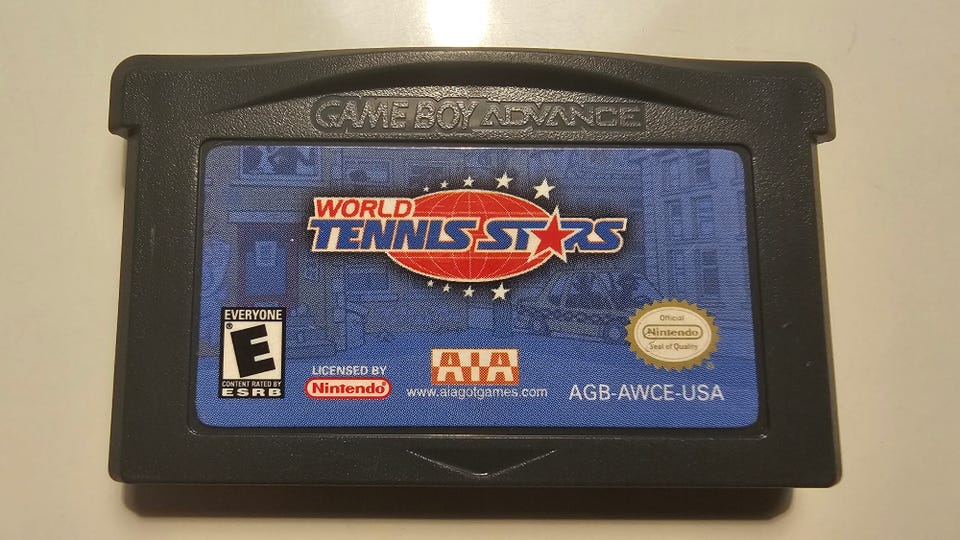 GAME BOY ADVANCE
WORLD
TENNIS STARS
EVERYONE
E
®
CONTENT RATED BY
ESRB
LICENSED BY
Nintendo
®
AIA
www.aiagotgames.com
Official
Nintendo
Seal of Quality
®
AGB-AWCE-USA